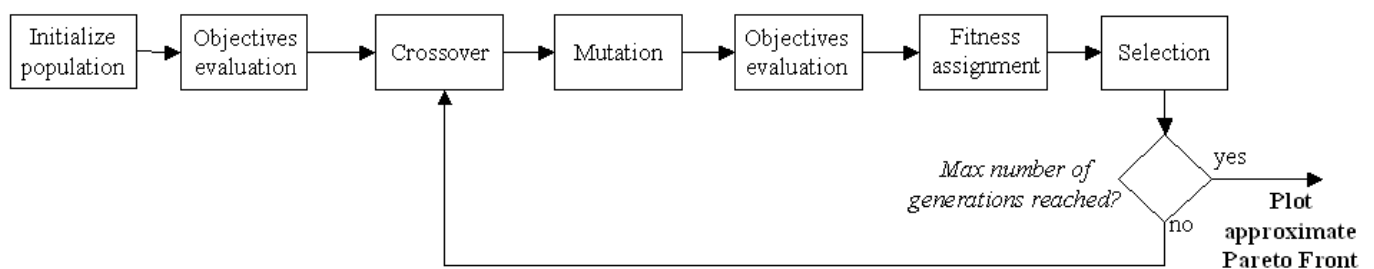 Initialize
population
Objectives
evaluation
Crossover
Mutation
Objectives
evaluation
Fitness
assignment
Selection
Max number of
generations reached?
yes
no
Plot
approximate
Pareto Front